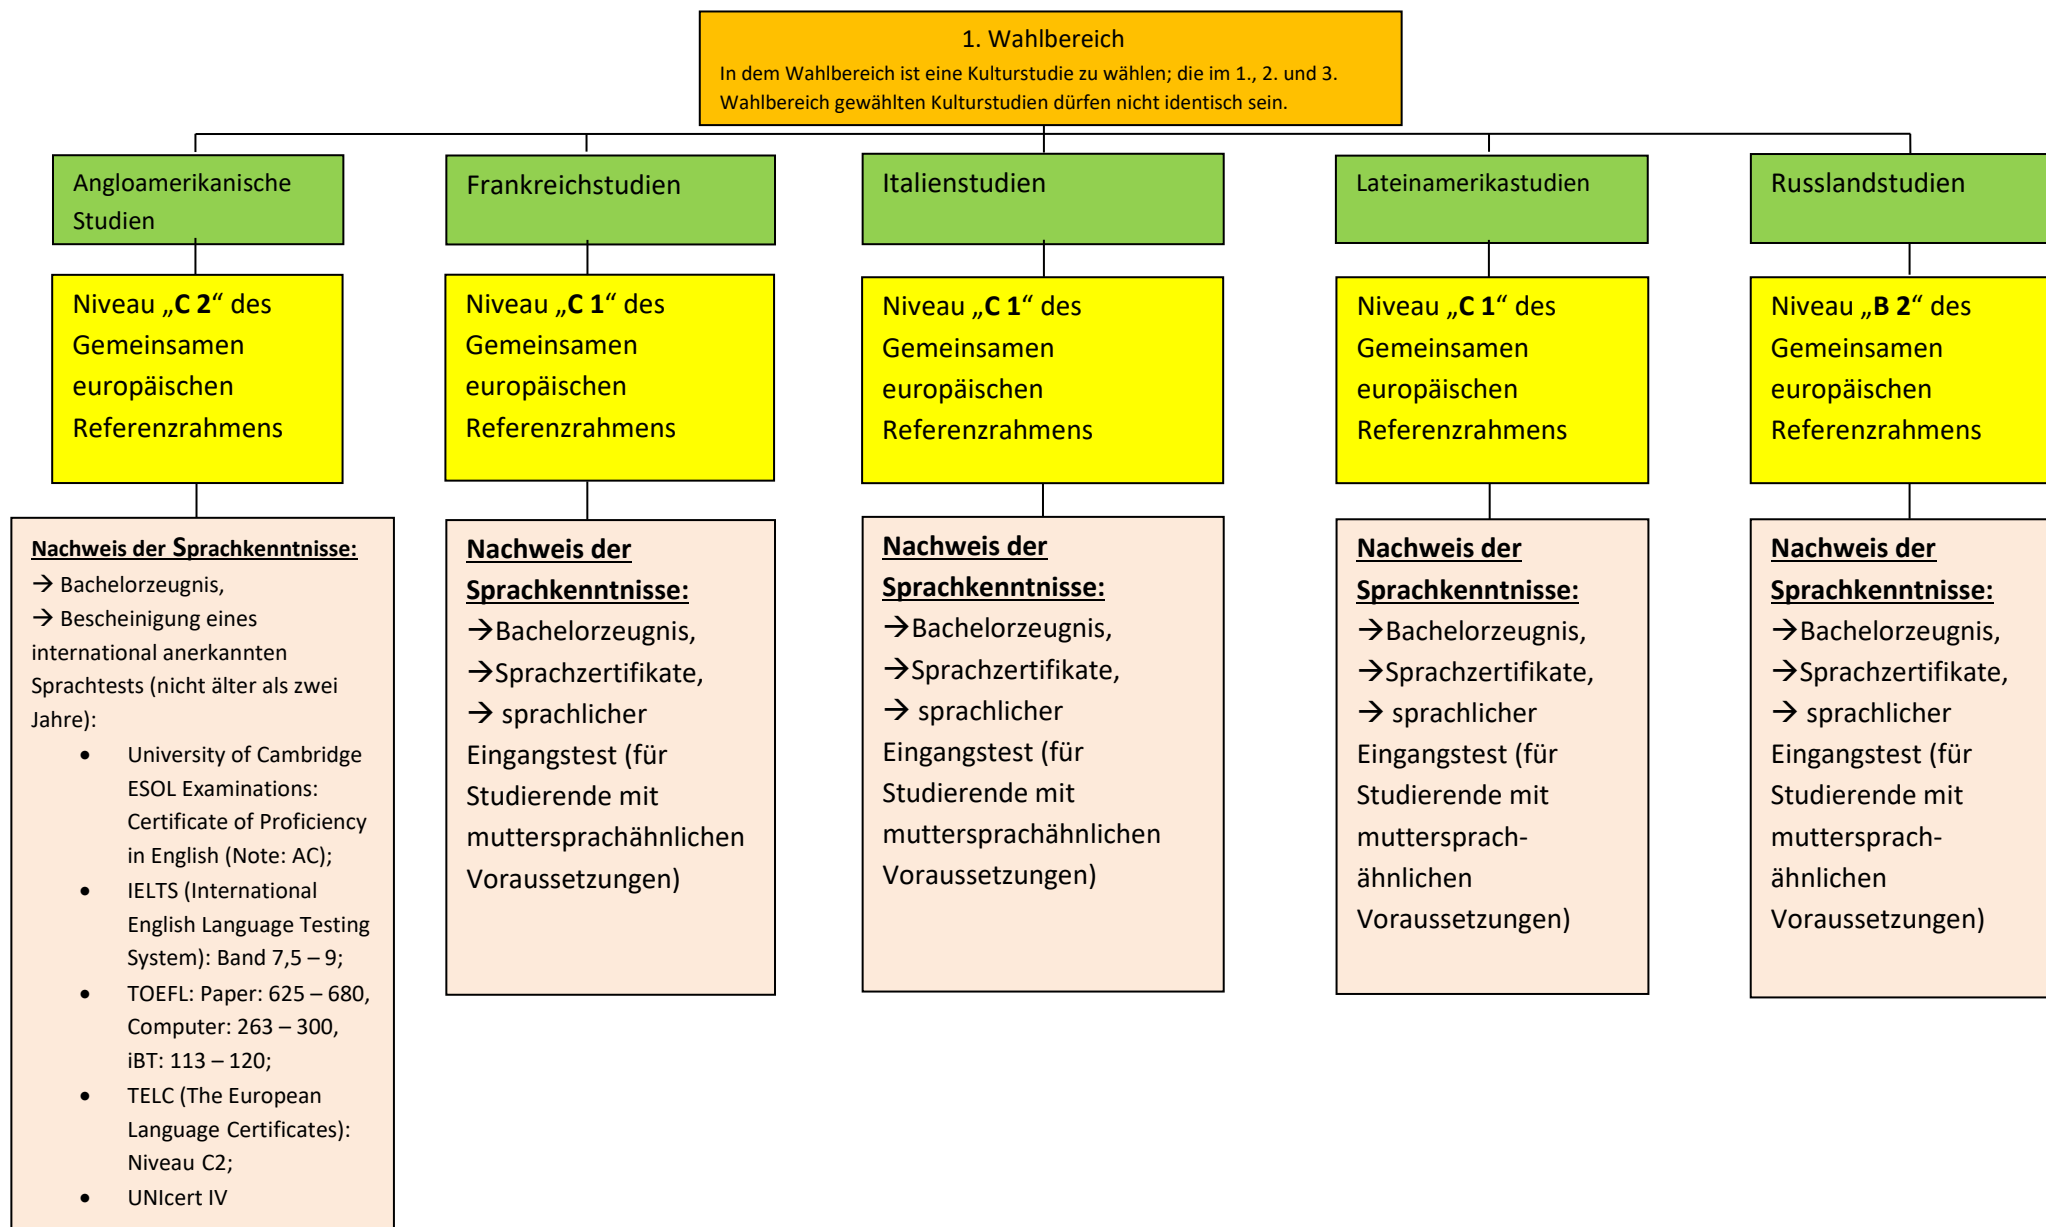 1. Wahlbereich
In dem Wahlbereich ist eine Kulturstudie zu wählen; die im 1., 2. und 3.
Wahlbereich gewählten Kulturstudien dürfen nicht identisch sein.
Angloamerikanische
Studien
Niveau „C 2“ des
Gemeinsamen
europäischen
Referenzrahmens
Nachweis der Sprachkenntnisse:
→ Bachelorzeugnis,
→ Bescheinigung eines
international anerkannten
Sprachtests (nicht älter als zwei
Jahre):
• University of Cambridge
ESOL Examinations:
Certificate of Proficiency
in English (Note: AC);
• IELTS (International
English Language Testing
System): Band 7,5 – 9;
• TOEFL: Paper: 625 – 680,
Computer: 263 – 300,
iBT: 113 – 120;
• TELC (The European
Language Certificates):
Niveau C2;
• UNIcert IV
Frankreichstudien
Niveau „C 1“ des
Gemeinsamen
europäischen
Referenzrahmens
Nachweis der
Sprachkenntnisse:
→Bachelorzeugnis,
→Sprachzertifikate,
→ sprachlicher
Eingangstest (für
Studierende mit
muttersprachähnlichen
Voraussetzungen)
Italienstudien
Niveau „C 1“ des
Gemeinsamen
europäischen
Referenzrahmens
Nachweis der
Sprachkenntnisse:
→Bachelorzeugnis,
→Sprachzertifikate,
→ sprachlicher
Eingangstest (für
Studierende mit
muttersprachähnlichen
Voraussetzungen)
Lateinamerikastudien
Niveau „C 1“ des
Gemeinsamen
europäischen
Referenzrahmens
Nachweis der
Sprachkenntnisse:
→Bachelorzeugnis,
→Sprachzertifikate,
→ sprachlicher
Eingangstest (für
Studierende mit
muttersprach-
ähnlichen
Voraussetzungen)
Russlandstudien
Niveau „B 2“ des
Gemeinsamen
europäischen
Referenzrahmens
Nachweis der
Sprachkenntnisse:
→Bachelorzeugnis,
→Sprachzertifikate,
→ sprachlicher
Eingangstest (für
Studierende mit
muttersprach-
ähnlichen
Voraussetzungen)